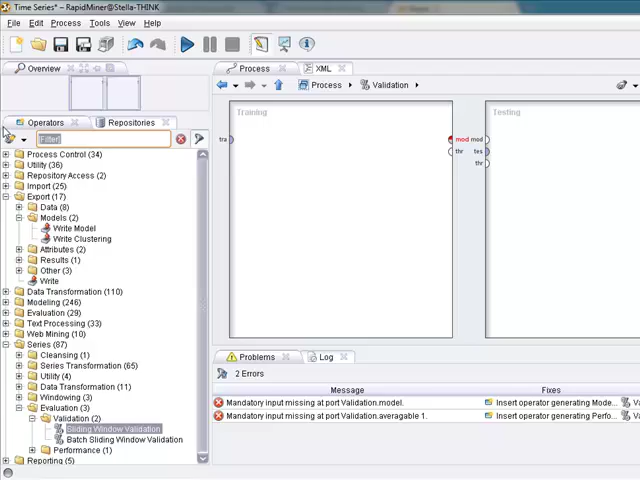 Time Series* – RapidMiner@Stella-THINK
File Edit Process Tools View Help
Overview
Process XML
Process Validation
Operators Repositories
[Filter]
Training
Testing
tra
mod mod
thr tes
thr
Process Control (34)
Utility (36)
Repository Access (2)
Import (25)
Export (17)
Data (8)
Models (2)
Write Model
Write Clustering
Attributes (2)
Results (1)
Other (3)
Write
Data Transformation (110)
Modeling (246)
Evaluation (29)
Text Processing (33)
Web Mining (10)
Series (87)
Cleansing (1)
Series Transformation (65)
Utility (4)
Data Transformation (11)
Windowing (3)
Evaluation (3)
Validation (2)
Sliding Window Validation
Batch Sliding Window Validation
Performance (1)
Reporting (5)
Problems Log
2 Errors
Message Fixes
Mandatory input missing at port Validation.model. Insert operator generating Mode... Va
Mandatory input missing at port Validation.averagable 1. Insert operator generating Perfo... Va